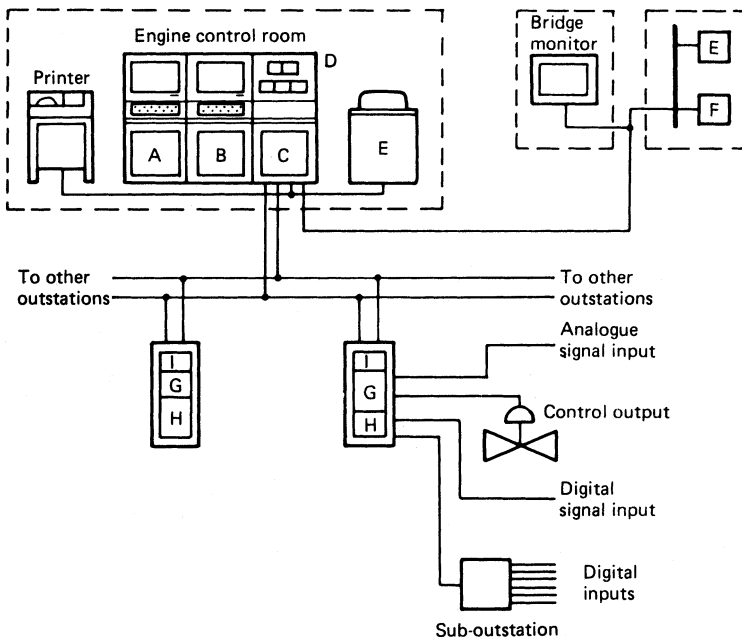 Engine control room
D
Printer
A
B
C
E
Bridge
monitor
E
F
To other
outstations
To other
outstations
I
G
H
I
G
H
Analogue
signal input
Control output
Digital
signal input
Digital
inputs
Sub-outstation